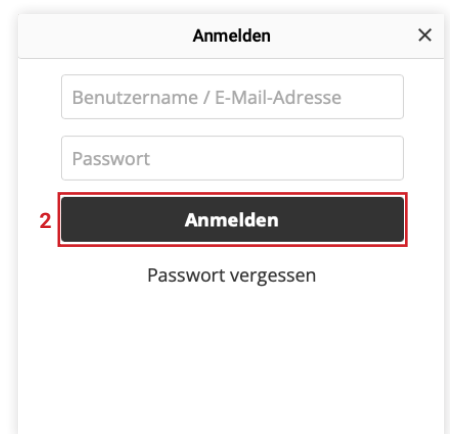 Anmelden
Benutzername / E-Mail-Adresse
Passwort
2 Anmelden
Passwort vergessen